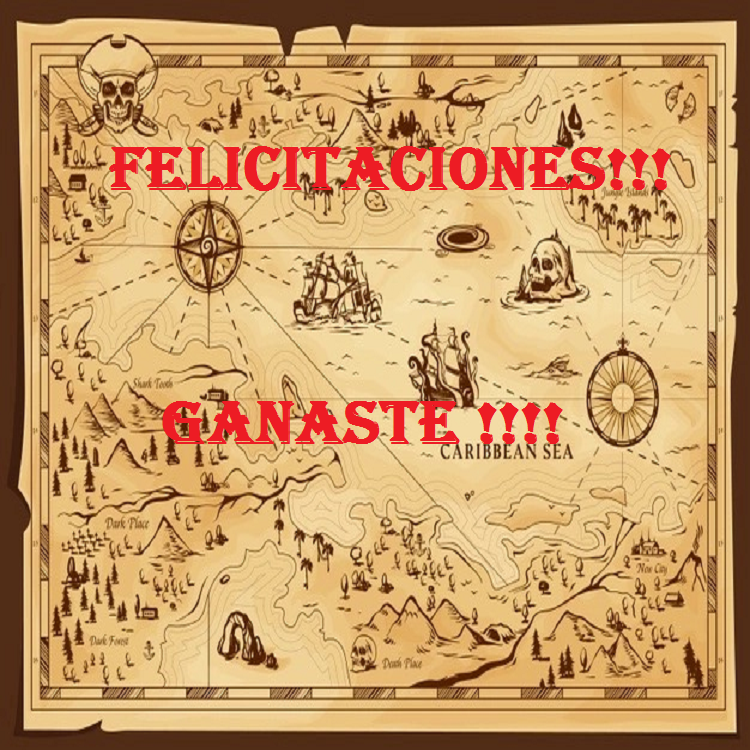 FELICITACIONES!!!
Jungle Islands
Shark Tooth
GANASTE !!!!
CARIBBEAN SEA
Dark Place
New City
Dark Forest
Death Place